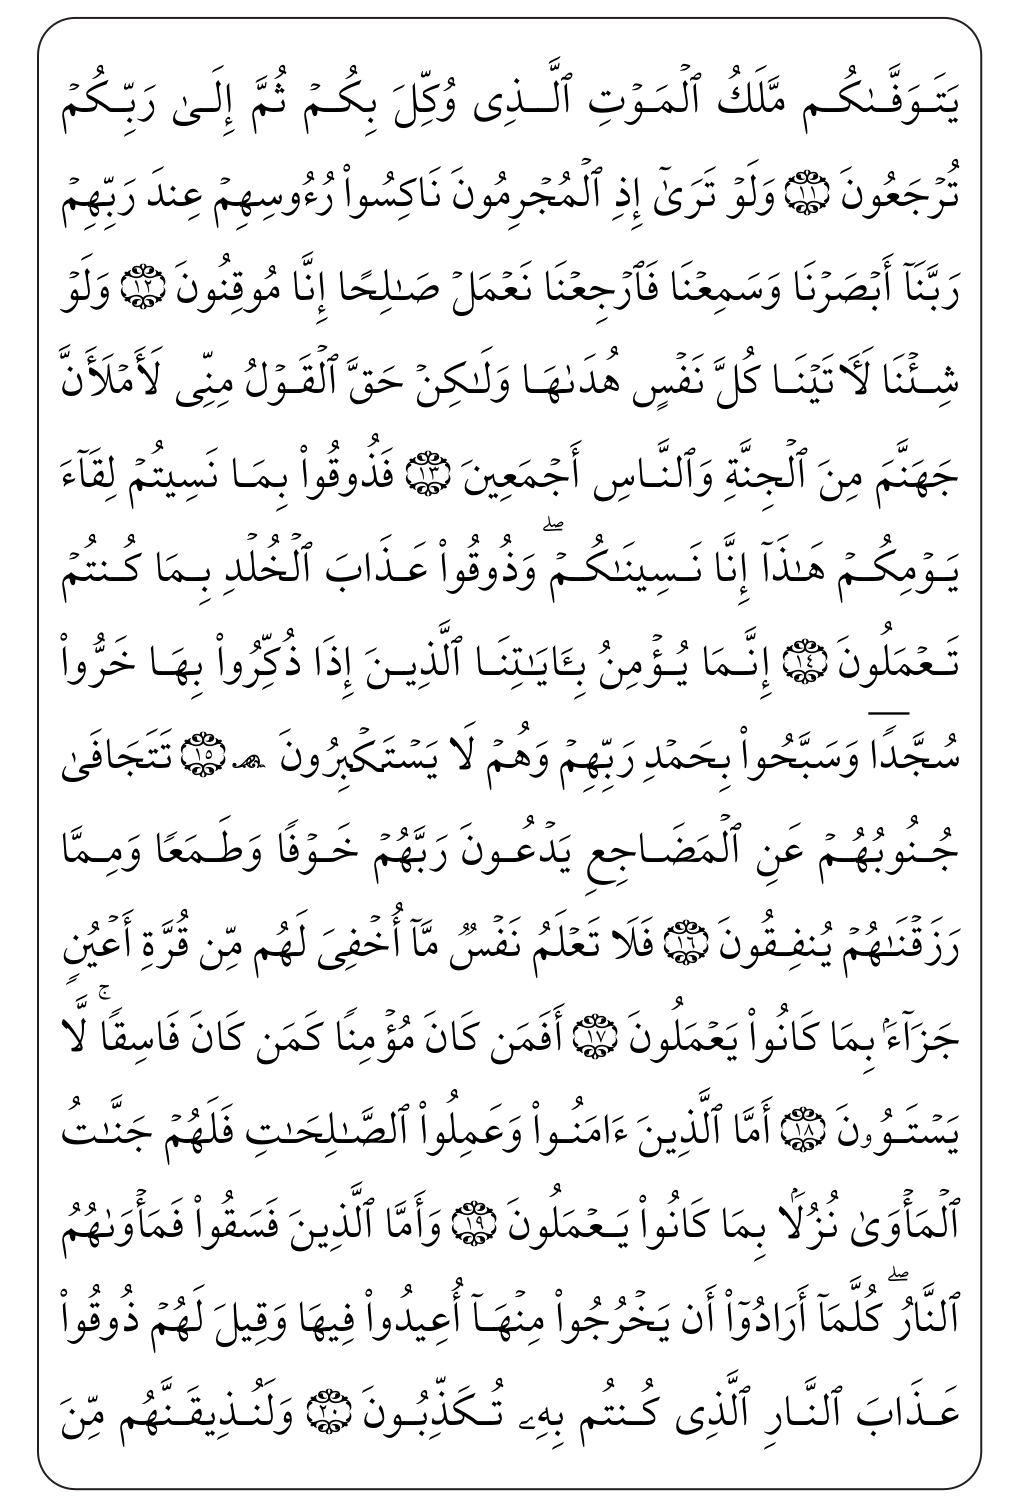 يَتَوَفَّىٰكُم مَّلَكُ ٱلْمَوْتِ ٱلَّذِى وُكِّلَ بِكُمْ ثُمَّ إِلَىٰ رَبِّكُمْ
تُرْجَعُونَ ١١ وَلَوْ تَرَىٰٓ إِذِ ٱلْمُجْرِمُونَ نَاكِسُوا۟ رُءُوسِهِمْ عِندَ رَبِّهِمْ
رَبَّنَآ أَبْصَرْنَا وَسَمِعْنَا فَٱرْجِعْنَا نَعْمَلْ صَـٰلِحًا إِنَّا مُوقِنُونَ ١٢ وَلَوْ
شِئْنَا لَـَٔاتَيْنَا كُلَّ نَفْسٍ هُدَىٰهَا وَلَـٰكِنْ حَقَّ ٱلْقَوْلُ مِنِّى لَأَمْلَأَنَّ
جَهَنَّمَ مِنَ ٱلْجِنَّةِ وَٱلنَّاسِ أَجْمَعِينَ ١٣ فَذُوقُوا۟ بِمَا نَسِيتُمْ لِقَآءَ
يَوْمِكُمْ هَـٰذَآ إِنَّا نَسِينَـٰكُمْ ۖ وَذُوقُوا۟ عَذَابَ ٱلْخُلْدِ بِمَا كُنتُمْ
تَعْمَلُونَ ١٤ إِنَّمَا يُؤْمِنُ بِـَٔايَـٰتِنَا ٱلَّذِينَ إِذَا ذُكِّرُوا۟ بِهَا خَرُّوا۟
سُجَّدًا وَسَبَّحُوا۟ بِحَمْدِ رَبِّهِمْ وَهُمْ لَا يَسْتَكْبِرُونَ ۩ ١٥ تَتَجَافَىٰ
جُنُوبُهُمْ عَنِ ٱلْمَضَاجِعِ يَدْعُونَ رَبَّهُمْ خَوْفًا وَطَمَعًا وَمِمَّا
رَزَقْنَـٰهُمْ يُنفِقُونَ ١٦ فَلَا تَعْلَمُ نَفْسٌ مَّآ أُخْفِىَ لَهُم مِّن قُرَّةِ أَعْيُنٍ
جَزَآءًۢ بِمَا كَانُوا۟ يَعْمَلُونَ ١٧ أَفَمَن كَانَ مُؤْمِنًا كَمَن كَانَ فَاسِقًا ۚ لَّا
يَسْتَوُۥنَ ١٨ أَمَّا ٱلَّذِينَ ءَامَنُوا۟ وَعَمِلُوا۟ ٱلصَّـٰلِحَـٰتِ فَلَهُمْ جَنَّـٰتُ
ٱلْمَأْوَىٰ نُزُلًۢا بِمَا كَانُوا۟ يَعْمَلُونَ ١٩ وَأَمَّا ٱلَّذِينَ فَسَقُوا۟ فَمَأْوَىٰهُمُ
ٱلنَّارُ ۖ كُلَّمَآ أَرَادُوٓا۟ أَن يَخْرُجُوا۟ مِنْهَآ أُعِيدُوا۟ فِيهَا وَقِيلَ لَهُمْ ذُوقُوا۟
عَذَابَ ٱلنَّارِ ٱلَّذِى كُنتُم بِهِۦ تُكَذِّبُونَ ٢٠ وَلَنُذِيقَنَّهُم مِّنَ